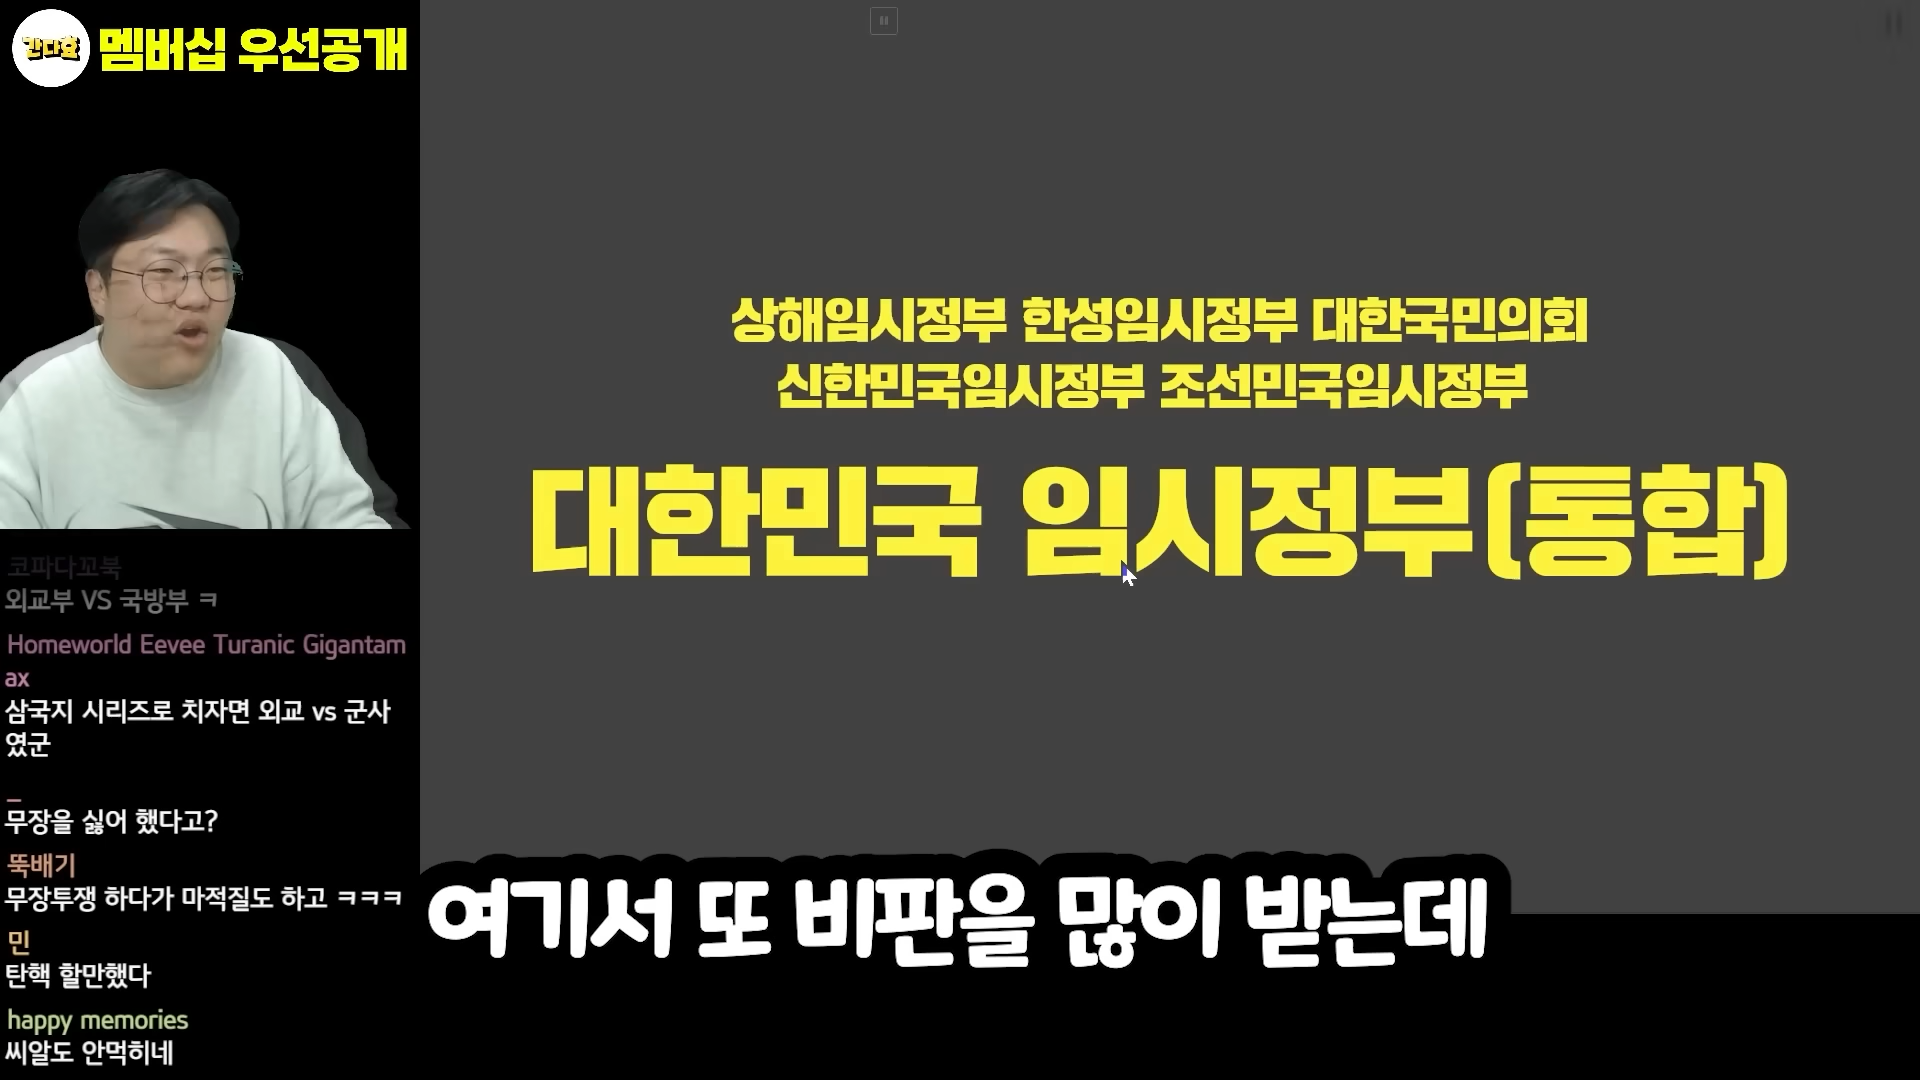 간다효
멤버십 우선공개
상해임시정부 한성임시정부 대한국민의회
신한민국임시정부 조선민국임시정부
대한민국 임시정부(통합)
코파다꼬북
외교부 VS 국방부 ㅋ
Homeworld Eevee Turanic Gigantam
ax
삼국지 시리즈로 치자면 외교 vs 군사
였군
_
무장을 싫어 했다고?
뚝배기
무장투쟁 하다가 마적질도 하고 ㅋㅋㅋ
민
탄핵 할만했다
happy memories
씨알도 안먹히네
여기서 또 비판을 많이 받는데